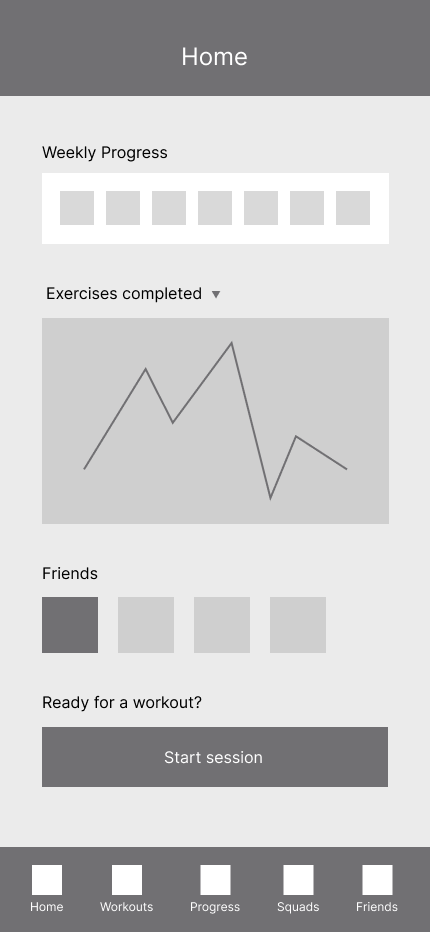 Home
Weekly Progress
Exercises completed
Friends
Ready for a workout?
Start session
Home Workouts Progress Squads Friends